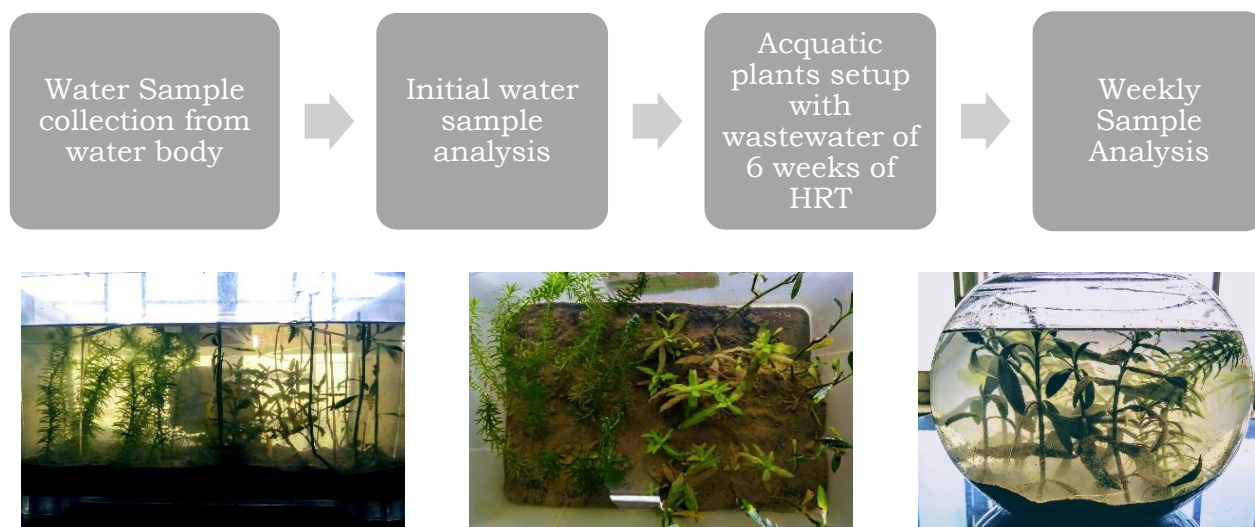 Water Sample
collection from
water body
Initial water
sample
analysis
Acquatic
plants setup
with
wastewater of
6 weeks of
HRT
Weekly
Sample
Analysis